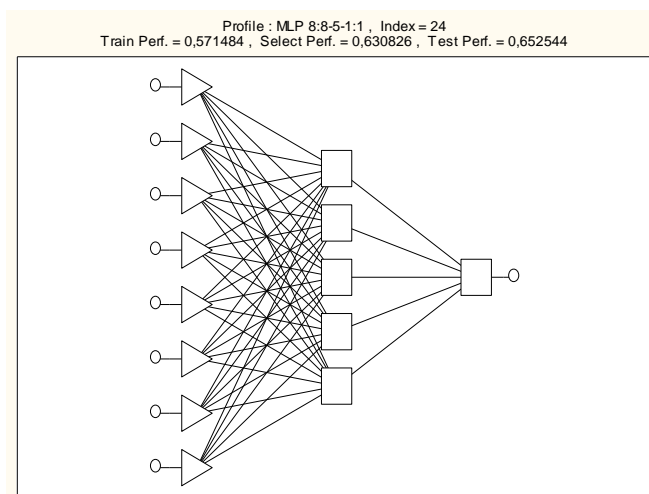 Profile : MLP 8:8-5-1:1 , Index = 24
Train Perf. = 0,571484 , Select Perf. = 0,630826 , Test Perf. = 0,652544